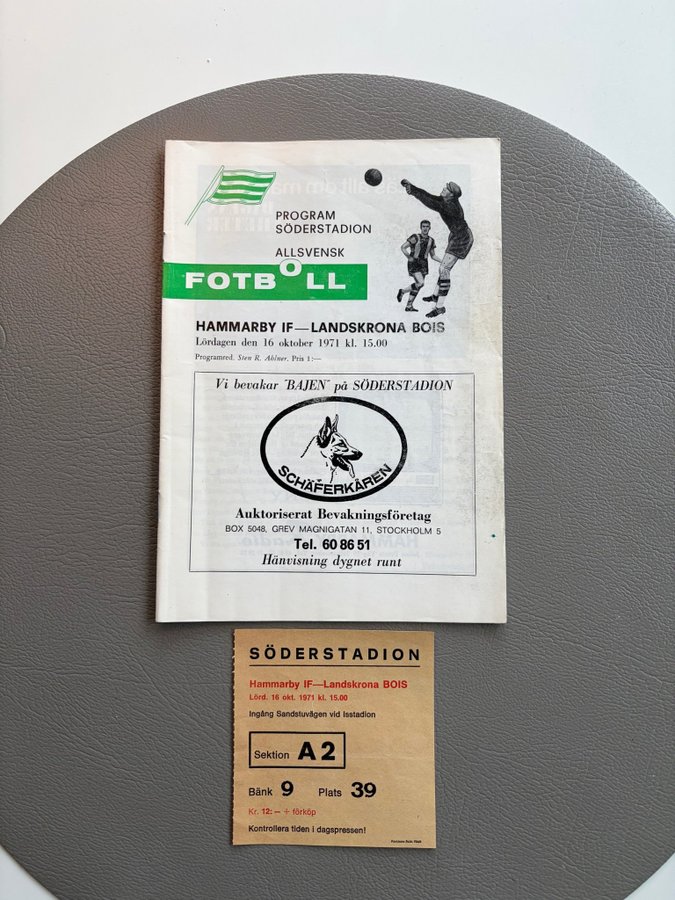 PROGRAM
SÖDERSTADION
ALLSVENSK
FOTBOLL
HAMMARBY IF—LANDSKRONA BOIS
Lördagen den 16 oktober 1971 kl. 15.00
Programred. Sten R. Ahlner. Pris 1:—
Vi bevakar "BAJEN" på SÖDERSTADION
SCHÄFERKÅREN
Auktoriserat Bevakningsföretag
BOX 5048, GREV MAGNIGATAN 11, STOCKHOLM 5
Tel. 60 86 51
Hänvisning dygnet runt
SÖDERSTADION
Hammarby IF—Landskrona BOIS
Lörd. 16 okt. 1971 kl. 15.00
Ingång Sandstuvägen vid Isstadion
Sektion A 2
Bänk 9 Plats 39
Kr. 12:— + förköp
Kontrollera tiden i dagspressen!